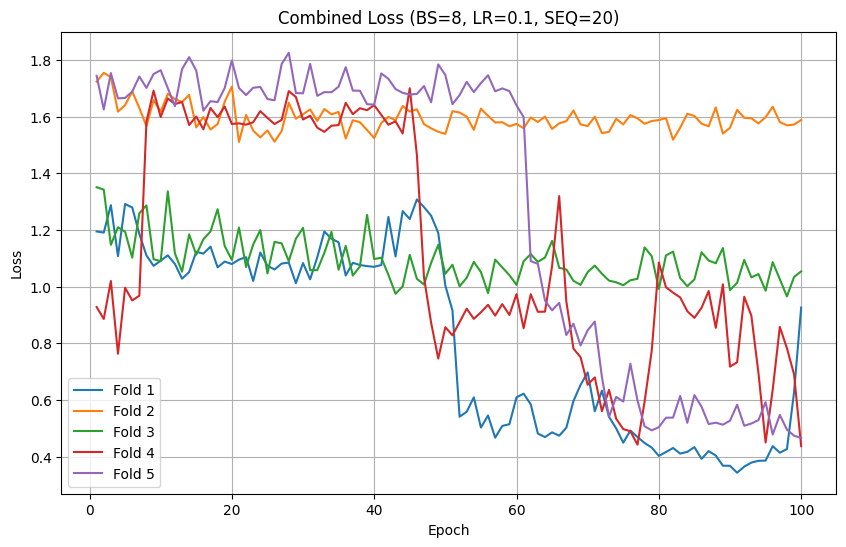 Combined Loss (BS=8, LR=0.1, SEQ=20)
Loss
1.8
1.6
1.4
1.2
1.0
0.8
0.6
0.4
Fold 1
Fold 2
Fold 3
Fold 4
Fold 5
0 20 40 60 80 100
Epoch